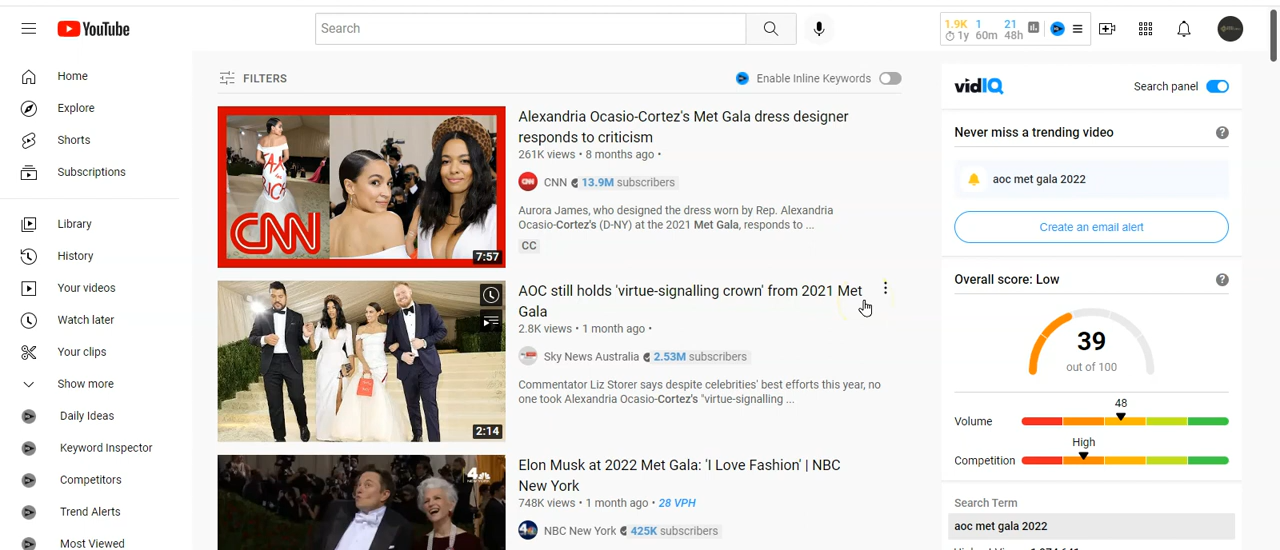 YouTube
Search
1.9K 1 21
1y 60m 48h
Home
Explore
Shorts
Subscriptions
Library
History
Your videos
Watch later
Your clips
Show more
Daily Ideas
Keyword Inspector
Competitors
Trend Alerts
Most Viewed
FILTERS
Enable Inline Keywords
TAX
RICH
CNN
7:57
Alexandria Ocasio-Cortez's Met Gala dress designer
responds to criticism
261K views • 8 months ago •
CNN 13.9M subscribers
Aurora James, who designed the dress worn by Rep. Alexandria
Ocasio-Cortez's (D-NY) at the 2021 Met Gala, responds to ...
CC
2:14
AOC still holds 'virtue-signalling crown' from 2021 Met
Gala
2.8K views • 1 month ago •
Sky News Australia 2.53M subscribers
Commentator Liz Storer says despite celebrities' best efforts this year, no
one took Alexandria Ocasio-Cortez's "virtue-signalling ...
4
NEW YORK
Elon Musk at 2022 Met Gala: 'I Love Fashion' | NBC
New York
748K views • 1 month ago • 28 VPH
NBC New York 425K subscribers
vidIQ
Search panel
Never miss a trending video ?
aoc met gala 2022
Create an email alert
Overall score: Low ?
39
out of 100
48
Volume
High
Competition
Search Term
aoc met gala 2022